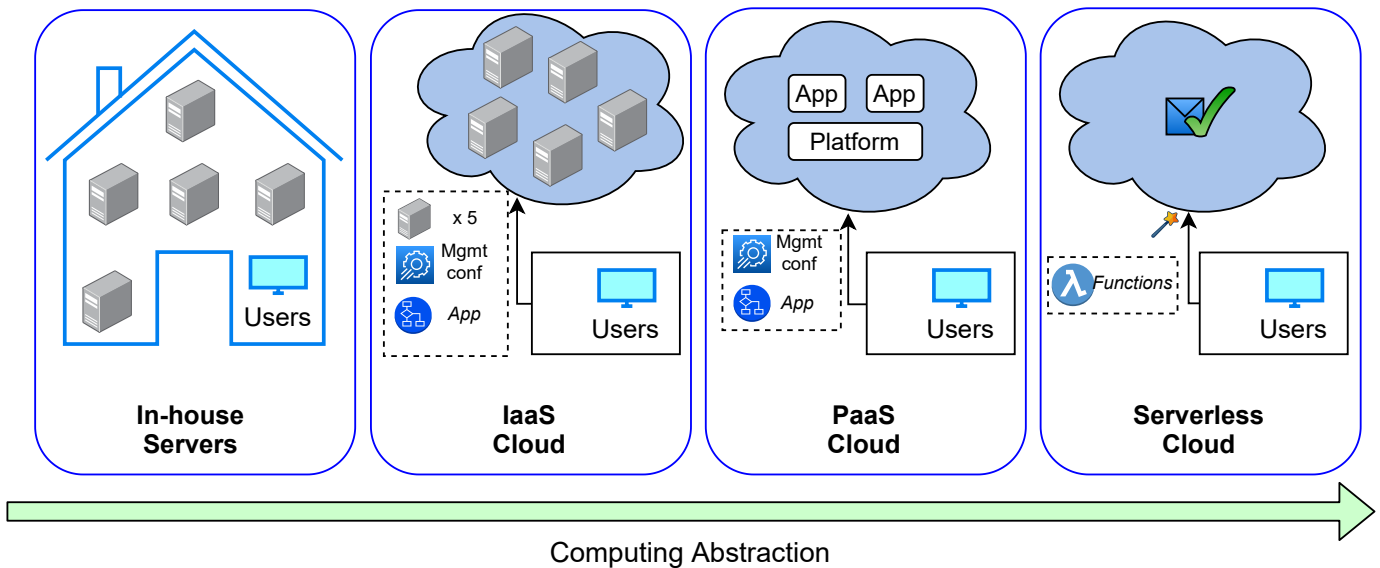 Users
In-house
Servers
x 5
Mgmt
conf
App
Users
IaaS
Cloud
App App
Platform
Mgmt
conf
App
Users
PaaS
Cloud
λ Functions
Users
Serverless
Cloud
Computing Abstraction